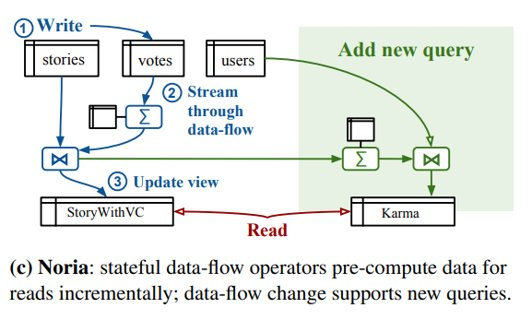 ① Write
stories
votes
users
Add new query
② Stream
through
data-flow
Σ
Σ
⋈
⋈
③ Update view
StoryWithVC
Karma
Read
(c) Noria: stateful data-flow operators pre-compute data for
reads incrementally; data-flow change supports new queries.